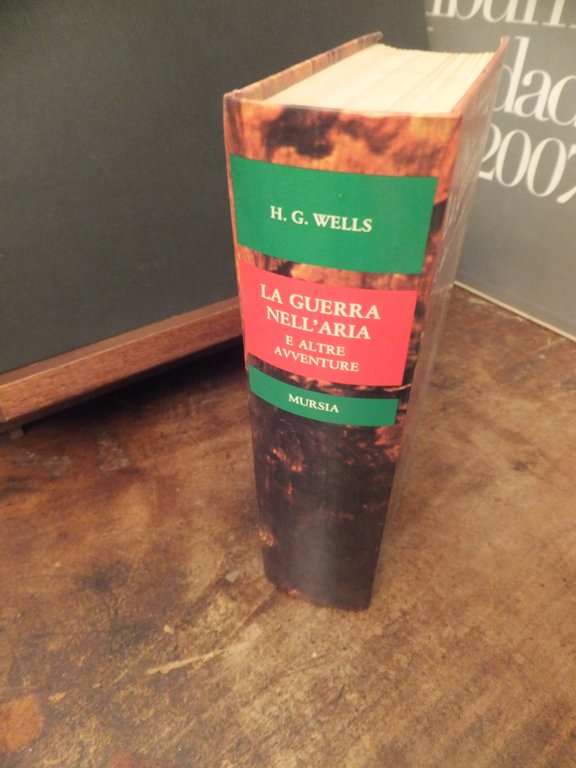 H. G. WELLS
LA GUERRA
NELL'ARIA
E ALTRE
AVVENTURE
MURSIA
2007